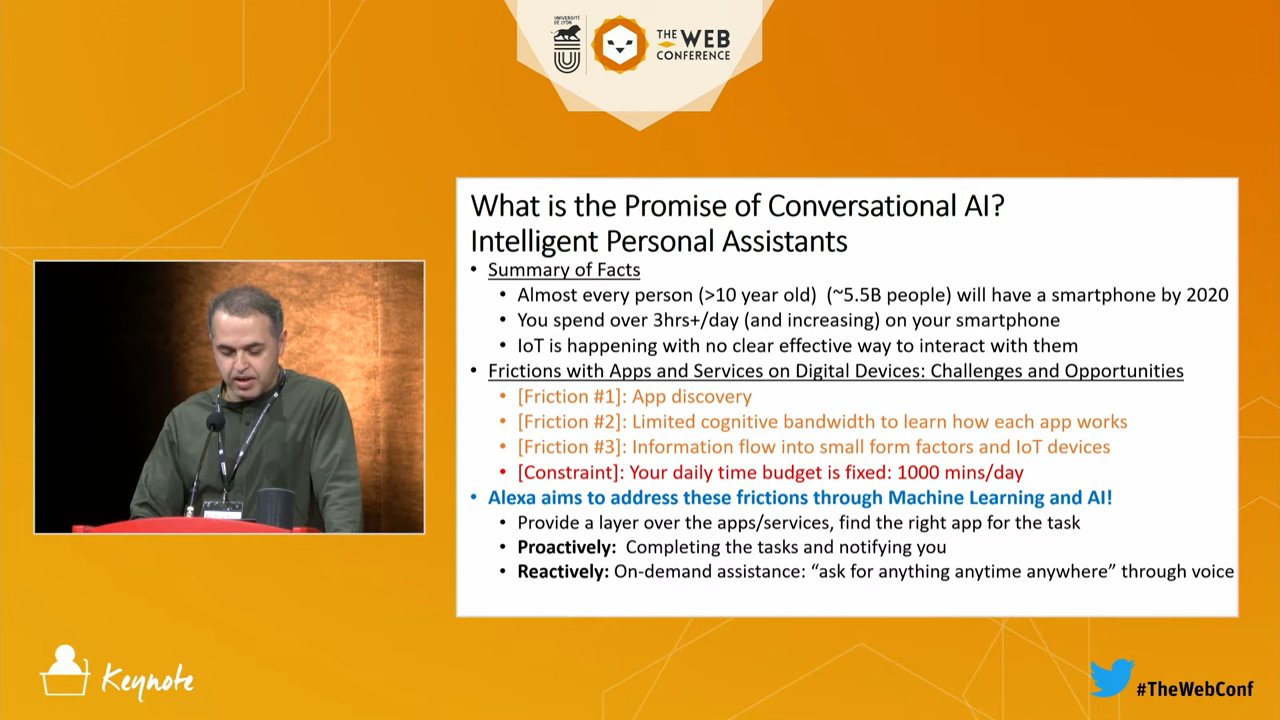 UNIVERSITÉ
DE LYON
THE WEB
CONFERENCE
What is the Promise of Conversational AI?
Intelligent Personal Assistants
• Summary of Facts
• Almost every person (>10 year old) (~5.5B people) will have a smartphone by 2020
• You spend over 3hrs+/day (and increasing) on your smartphone
• IoT is happening with no clear effective way to interact with them
• Frictions with Apps and Services on Digital Devices: Challenges and Opportunities
• [Friction #1]: App discovery
• [Friction #2]: Limited cognitive bandwidth to learn how each app works
• [Friction #3]: Information flow into small form factors and IoT devices
• [Constraint]: Your daily time budget is fixed: 1000 mins/day
• Alexa aims to address these frictions through Machine Learning and AI!
• Provide a layer over the apps/services, find the right app for the task
• Proactively: Completing the tasks and notifying you
• Reactively: On-demand assistance: “ask for anything anytime anywhere” through voice
Keynote
#TheWebConf